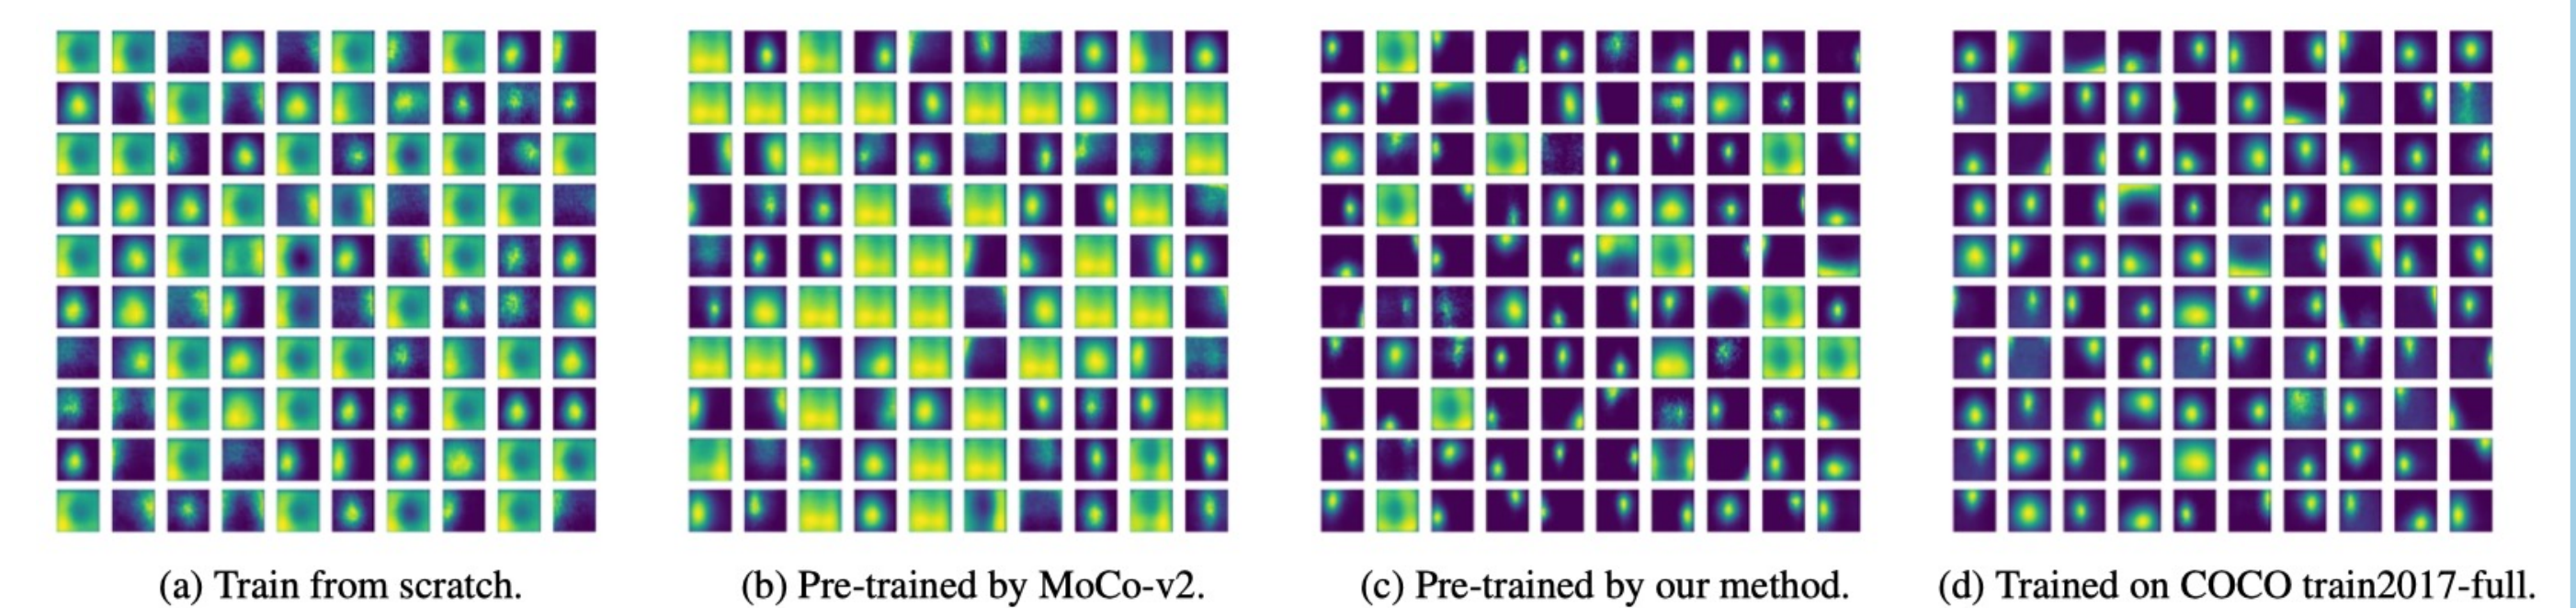 (a) Train from scratch.
(b) Pre-trained by MoCo-v2.
(c) Pre-trained by our method.
(d) Trained on COCO train2017-full.